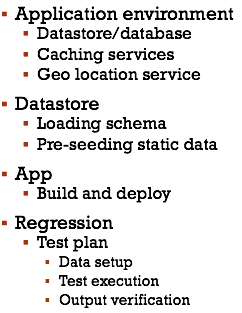 ▪ Application environment
▪ Datastore/database
▪ Caching services
▪ Geo location service
▪ Datastore
▪ Loading schema
▪ Pre-seeding static data
▪ App
▪ Build and deploy
▪ Regression
▪ Test plan
▪ Data setup
▪ Test execution
▪ Output verification